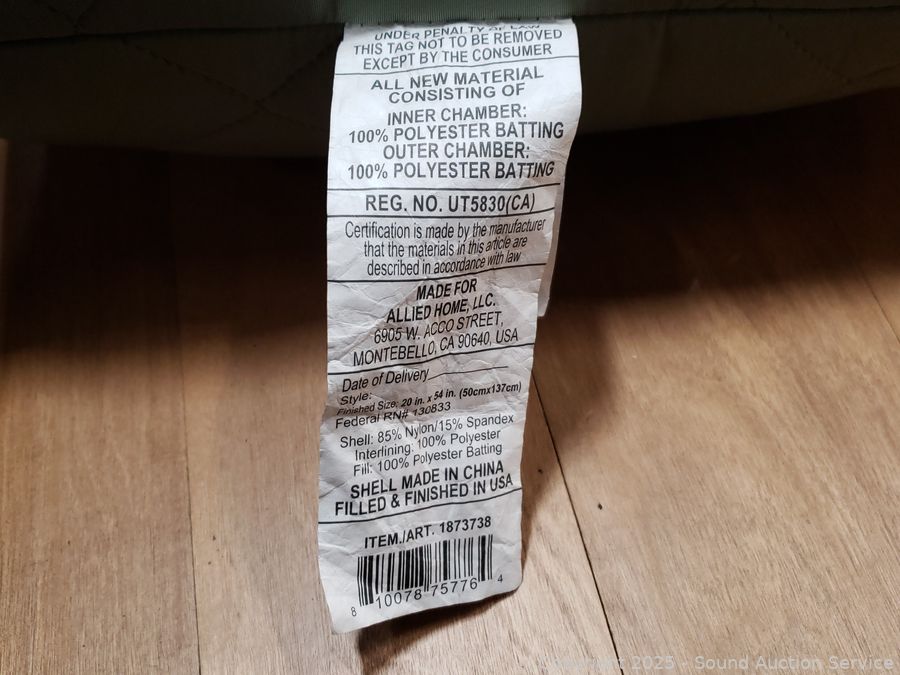 UNDER PENALTY OF LAW
THIS TAG NOT TO BE REMOVED
EXCEPT BY THE CONSUMER
ALL NEW MATERIAL
CONSISTING OF
INNER CHAMBER:
100% POLYESTER BATTING
OUTER CHAMBER:
100% POLYESTER BATTING
REG. NO. UT5830(CA)
Certification is made by the manufacturer
that the materials in this article are
described in accordance with law
MADE FOR
ALLIED HOME, LLC.
6905 W. ACCO STREET,
MONTEBELLO, CA 90640, USA
Date of Delivery
Style:
Finished Size: 20 in. x 54 in. (50cmx137cm)
Federal RN# 130833
Shell: 85% Nylon/15% Spandex
Interlining: 100% Polyester
Fill: 100% Polyester Batting
SHELL MADE IN CHINA
FILLED & FINISHED IN USA
ITEM./ART. 1873738
8 10078 75776 4
Copyright 2025 - Sound Auction Service